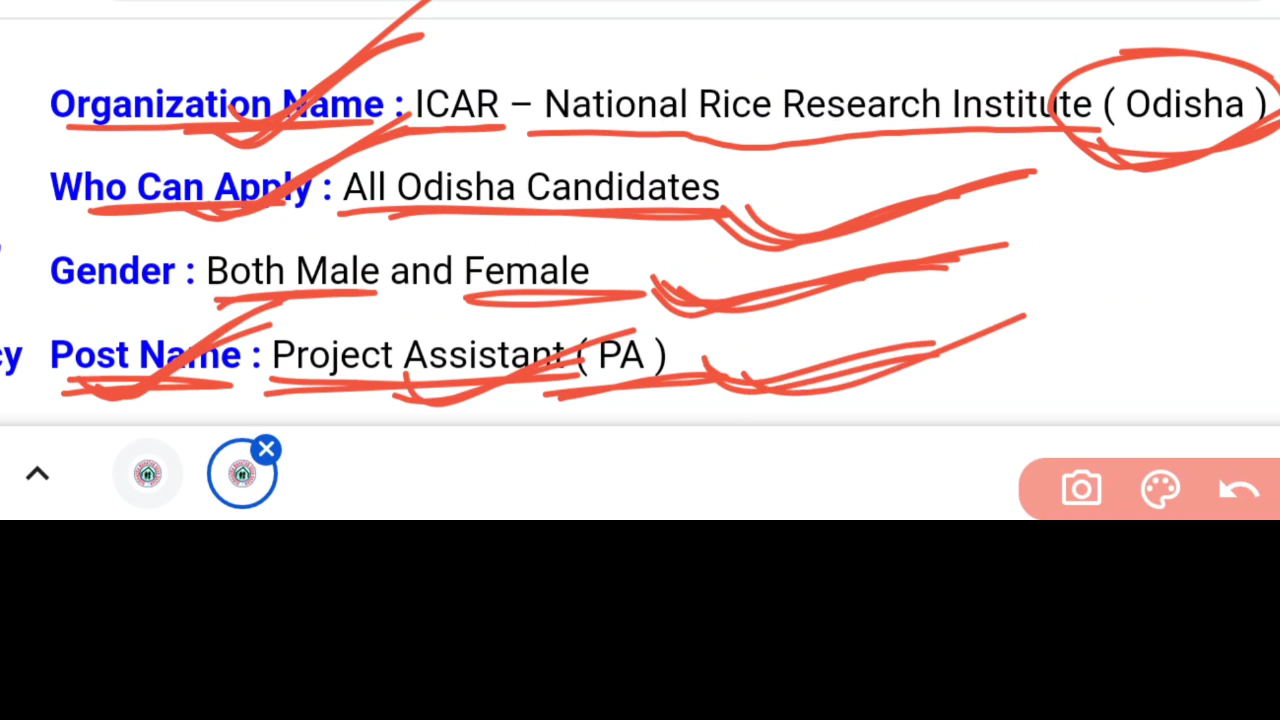 Organization Name : ICAR – National Rice Research Institute ( Odisha )
Who Can Apply : All Odisha Candidates
Gender : Both Male and Female
cy Post Name : Project Assistant ( PA )